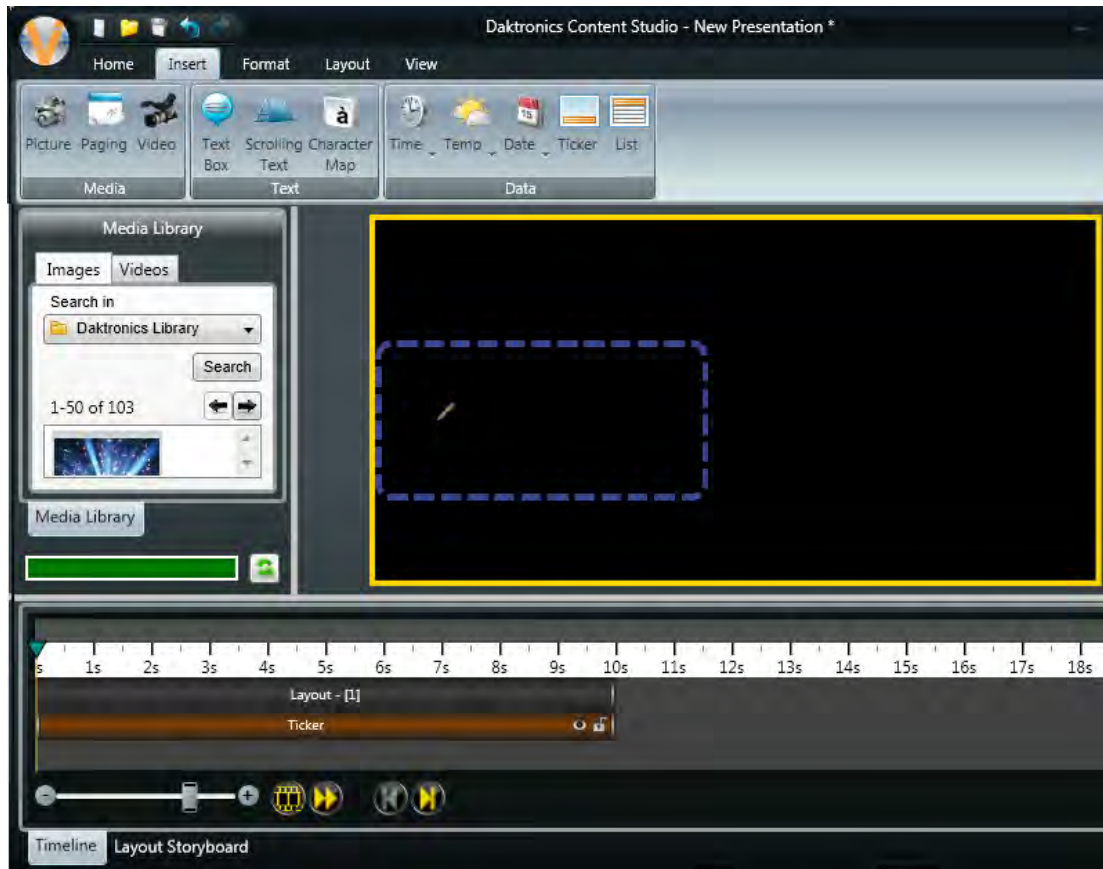 Daktronics Content Studio - New Presentation *
Home Insert Format Layout View
Picture Paging Video Text Box Scrolling Text Character Map Time Temp Date Ticker List
à
15
Media Text Data
Media Library
Images Videos
Search in
Daktronics Library
Search
1-50 of 103
Media Library
s 1s 2s 3s 4s 5s 6s 7s 8s 9s 10s 11s 12s 13s 14s 15s 16s 17s 18s
Layout - [1]
Ticker
Timeline Layout Storyboard